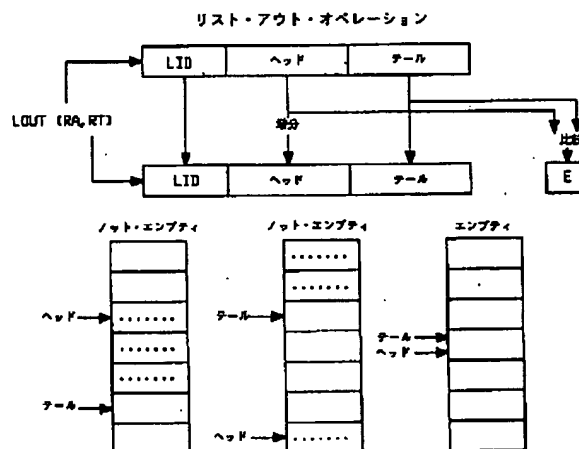 リスト・アウト・オペレーション
LID ヘッド テール
LOUT (RA,RT)
増分
比較
LID ヘッド テール
E
ノット・エンプティ ノット・エンプティ エンプティ
ヘッド
テール
テール
ヘッド
テール
ヘッド